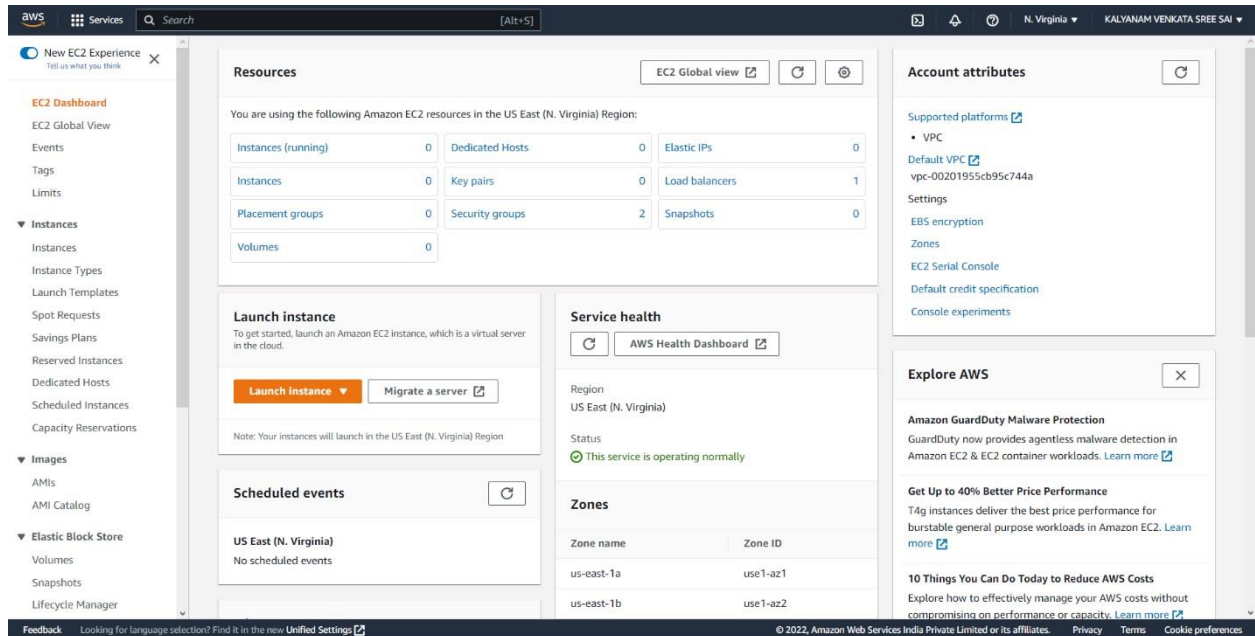 aws
Services
Search
[Alt+S]
N. Virginia
KALYANAM VENKATA SREE SAI
New EC2 Experience
Tell us what you think
EC2 Dashboard
EC2 Global View
Events
Tags
Limits
Instances
Instances
Instance Types
Launch Templates
Spot Requests
Savings Plans
Reserved Instances
Dedicated Hosts
Scheduled Instances
Capacity Reservations
Images
AMIs
AMI Catalog
Elastic Block Store
Volumes
Snapshots
Lifecycle Manager
Resources
EC2 Global view
You are using the following Amazon EC2 resources in the US East (N. Virginia) Region:
Instances (running) 0
Dedicated Hosts 0
Elastic IPs 0
Instances 0
Key pairs 0
Load balancers 1
Placement groups 0
Security groups 2
Snapshots 0
Volumes 0
Launch instance
To get started, launch an Amazon EC2 instance, which is a virtual server
in the cloud.
Launch instance
Migrate a server
Note: Your instances will launch in the US East (N. Virginia) Region
Scheduled events
US East (N. Virginia)
No scheduled events
Service health
AWS Health Dashboard
Region
US East (N. Virginia)
Status
This service is operating normally
Zones
Zone name Zone ID
us-east-1a use1-az1
us-east-1b use1-az2
Account attributes
Supported platforms
• VPC
Default VPC
vpc-00201955cb95c744a
Settings
EBS encryption
Zones
EC2 Serial Console
Default credit specification
Console experiments
Explore AWS
Amazon GuardDuty Malware Protection
GuardDuty now provides agentless malware detection in
Amazon EC2 & EC2 container workloads. Learn more
Get Up to 40% Better Price Performance
T4g instances deliver the best price performance for
burstable general purpose workloads in Amazon EC2. Learn
more
10 Things You Can Do Today to Reduce AWS Costs
Explore how to effectively manage your AWS costs without
compromising on performance or capacity. Learn more
Feedback
Looking for language selection? Find it in the new Unified Settings
© 2022, Amazon Web Services India Private Limited or its affiliates.
Privacy
Terms
Cookie preferences